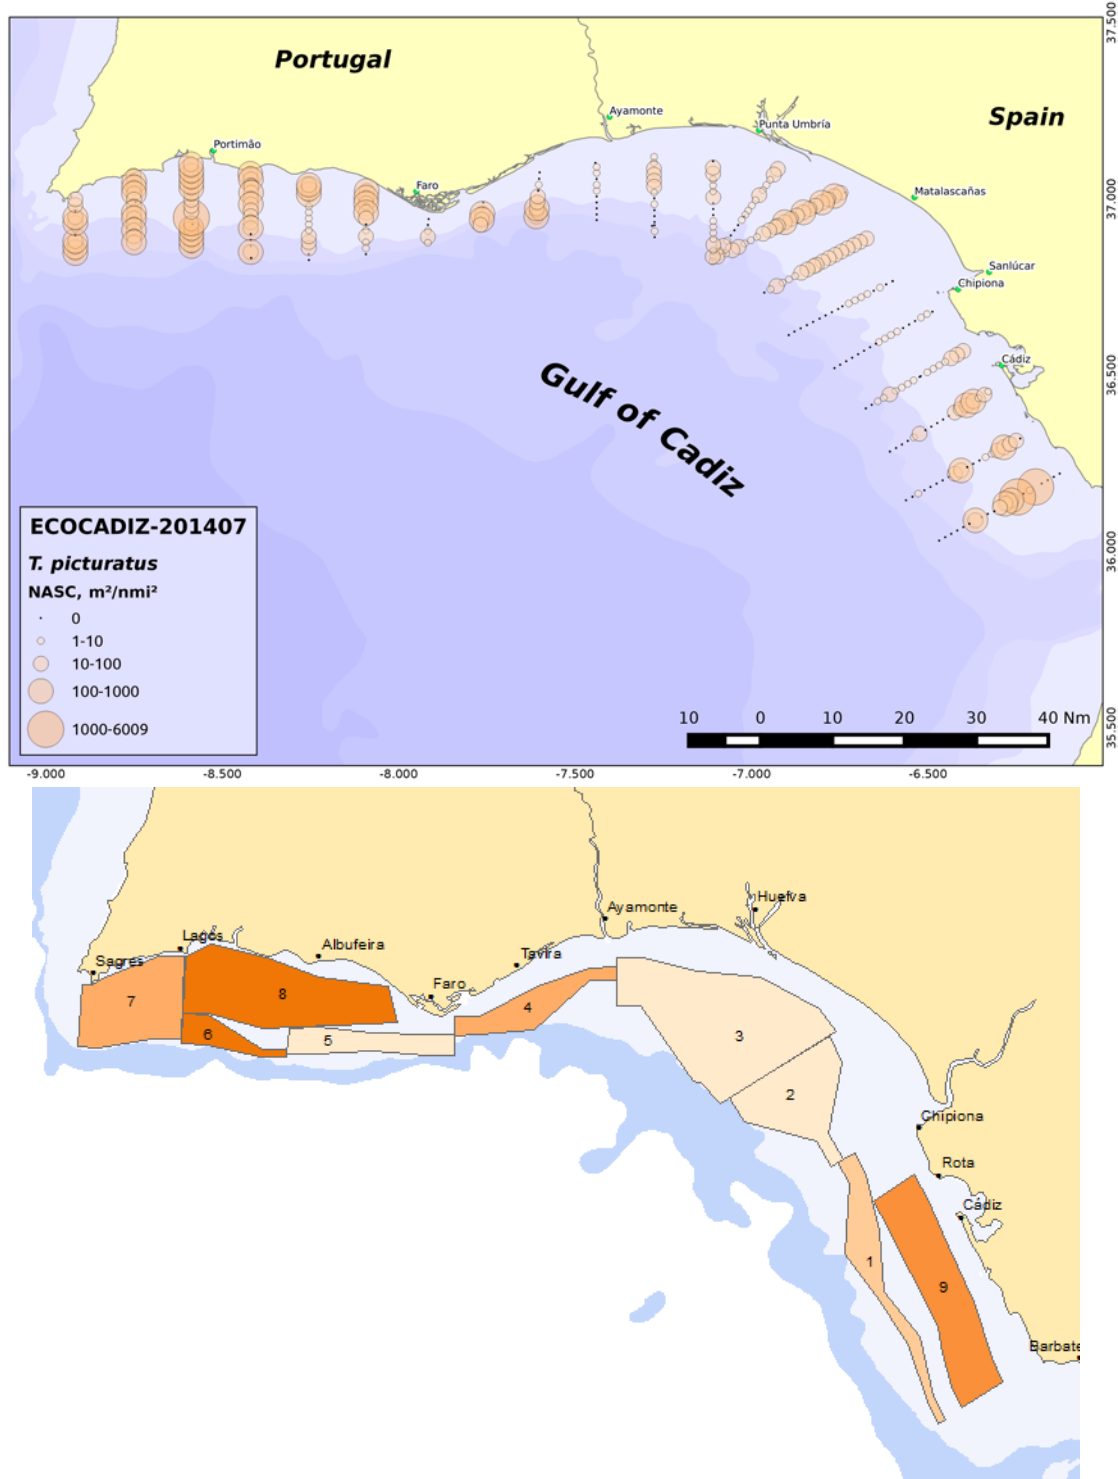 37.500
Portugal
Spain
Ayamonte
Punta Umbría
Portimão
Faro
Matalascañas
37.000
Sanlúcar
Chipiona
Cádiz
36.500
Gulf of Cadiz
ECOCADIZ-201407
T. picturatus
NASC, m²/nmi²
0
1-10
10-100
100-1000
1000-6009
36.000
35.500
10 0 10 20 30 40 Nm
-9.000 -8.500 -8.000 -7.500 -7.000 -6.500
Huelva
Ayamonte
Lagos
Albufeira
Tavira
Sagres
Faro
7
8
4
6
5
3
2
Chipiona
Rota
Cádiz
1
9
Barbate